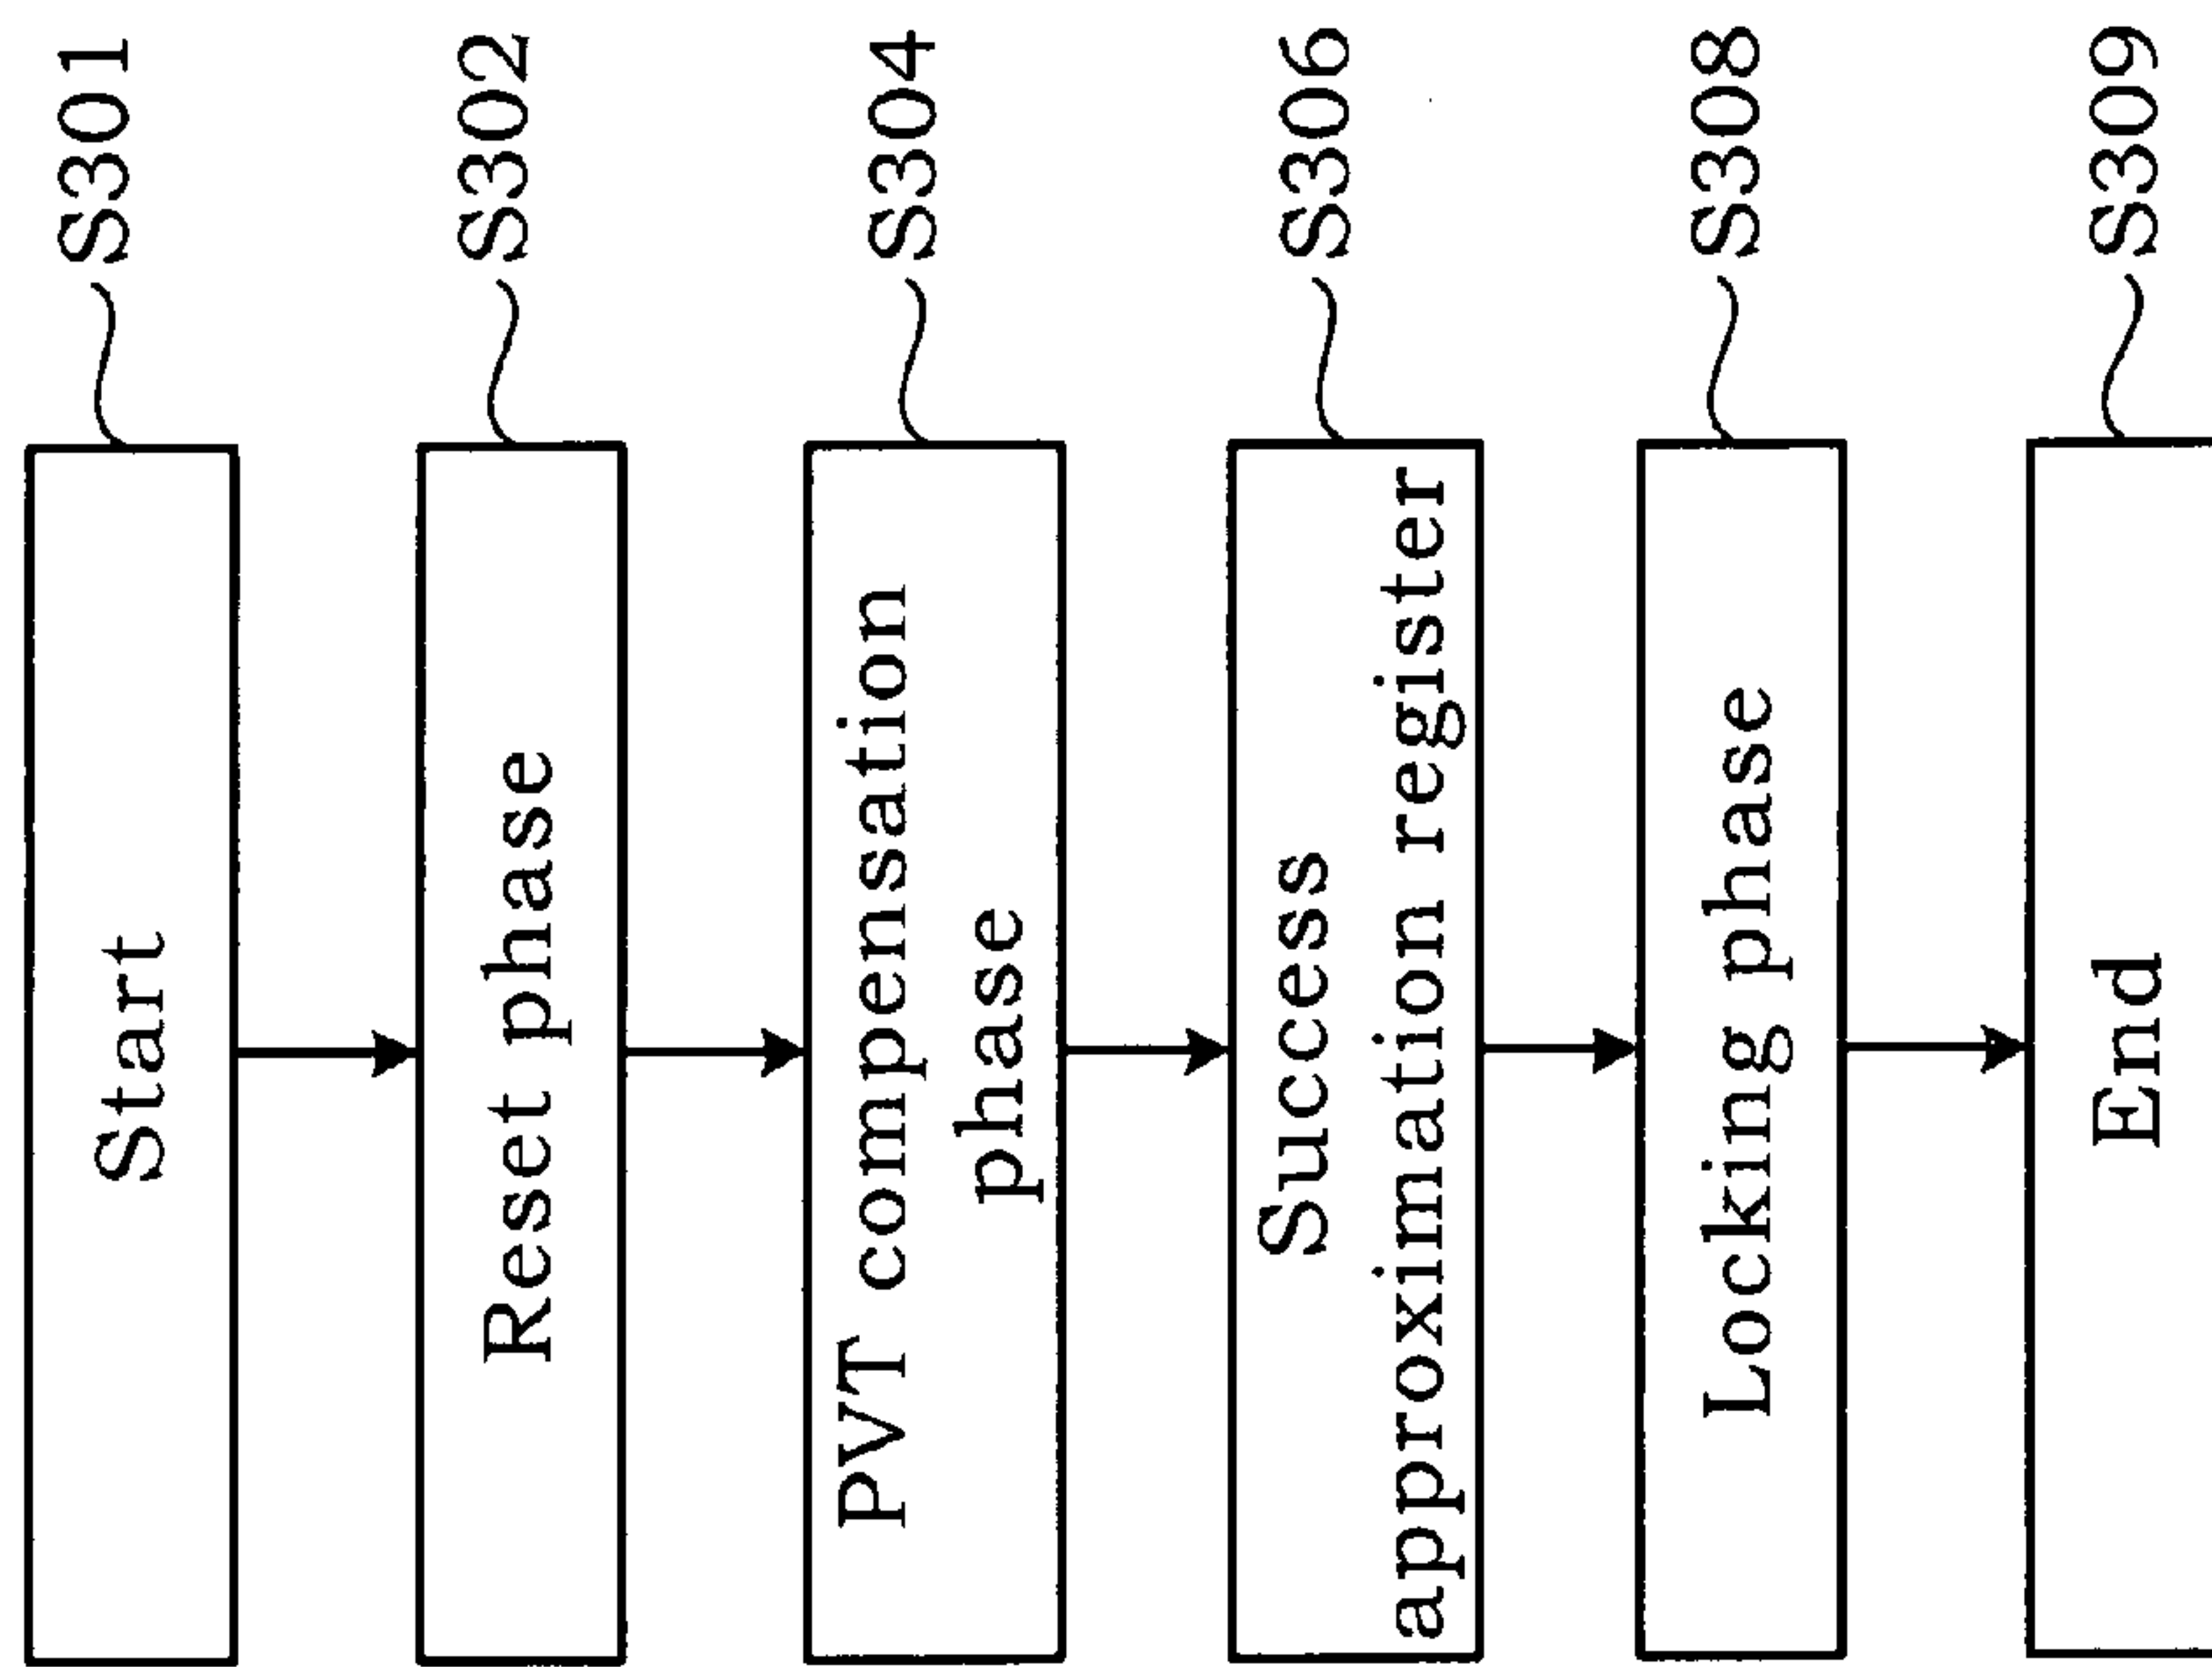 Start
S301
Reset phase
S302
PVT compensation
phase
S304
Success
approximation register
S306
Locking phase
S308
End
S309